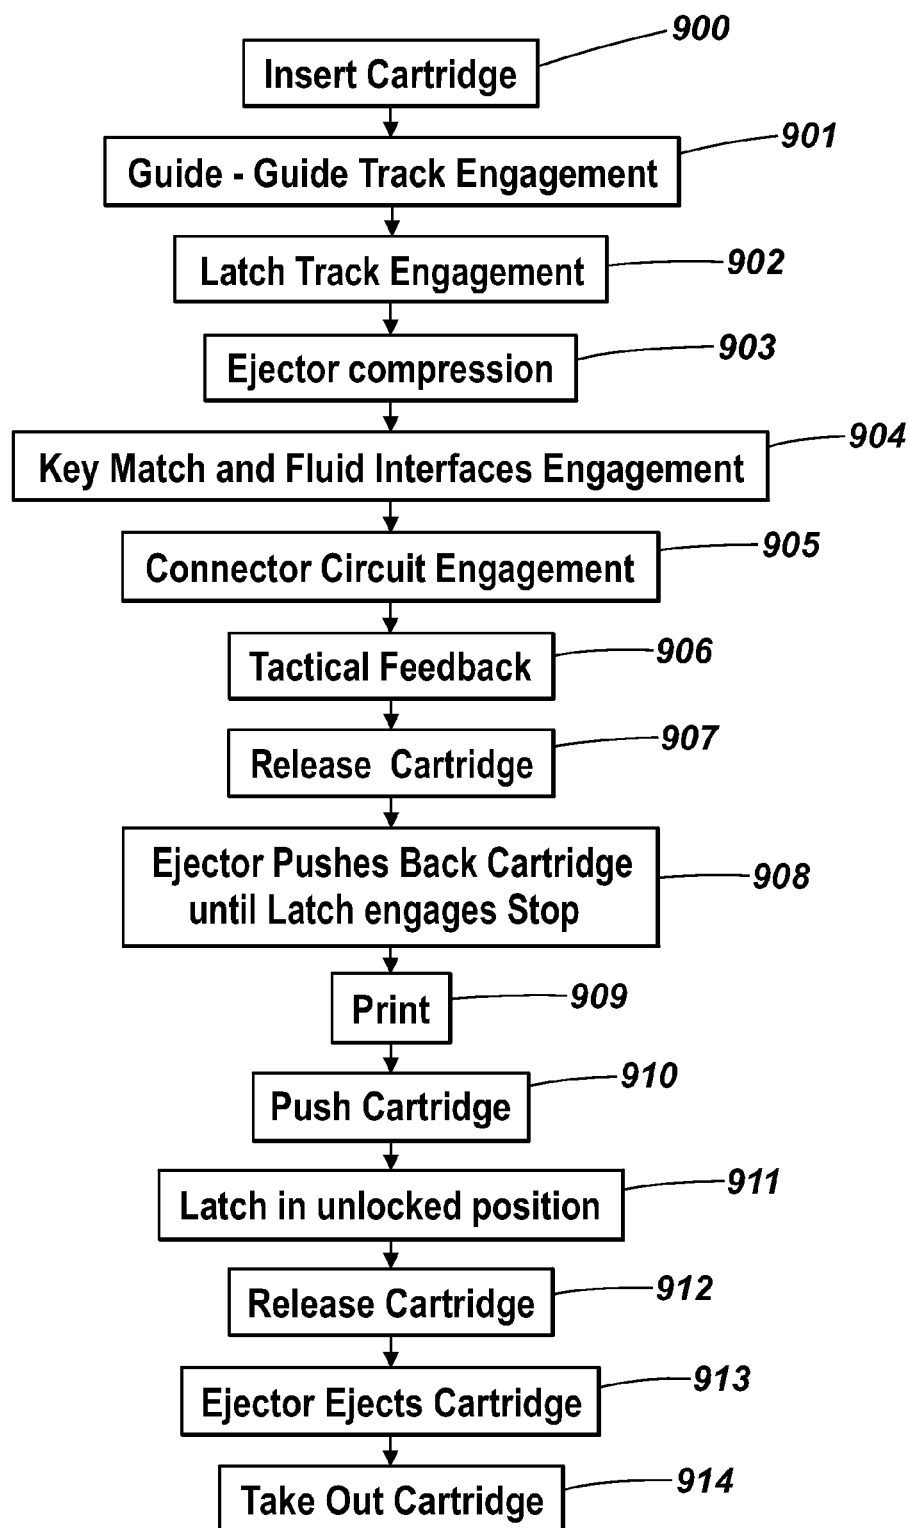 900
Insert Cartridge
901
Guide - Guide Track Engagement
902
Latch Track Engagement
903
Ejector compression
904
Key Match and Fluid Interfaces Engagement
905
Connector Circuit Engagement
906
Tactical Feedback
907
Release Cartridge
Ejector Pushes Back Cartridge
908
until Latch engages Stop
909
Print
910
Push Cartridge
911
Latch in unlocked position
912
Release Cartridge
913
Ejector Ejects Cartridge
914
Take Out Cartridge